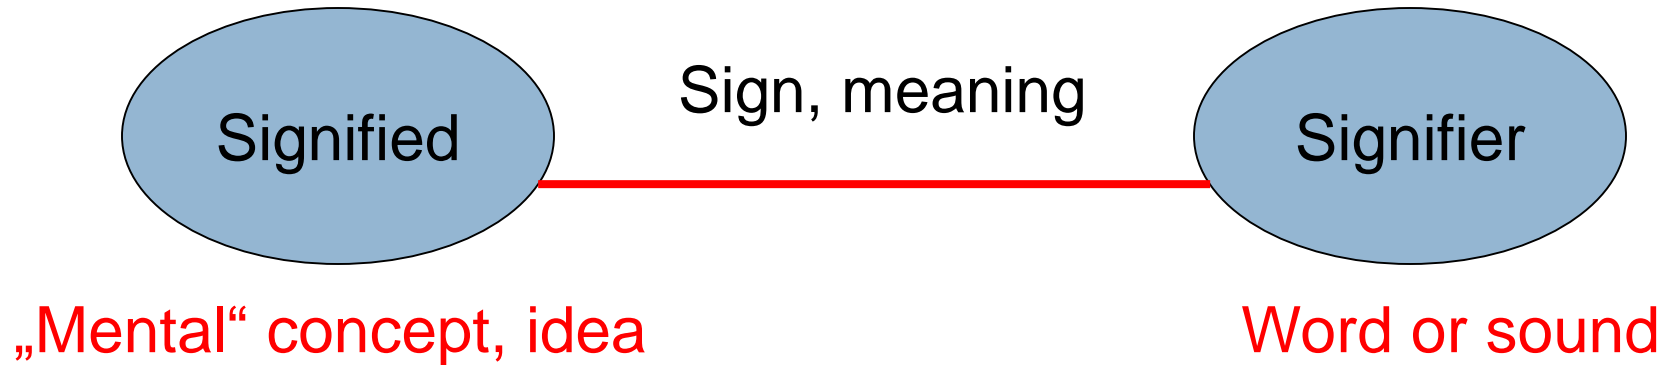 Sign, meaning
Signified
Signifier
„Mental“ concept, idea
Word or sound